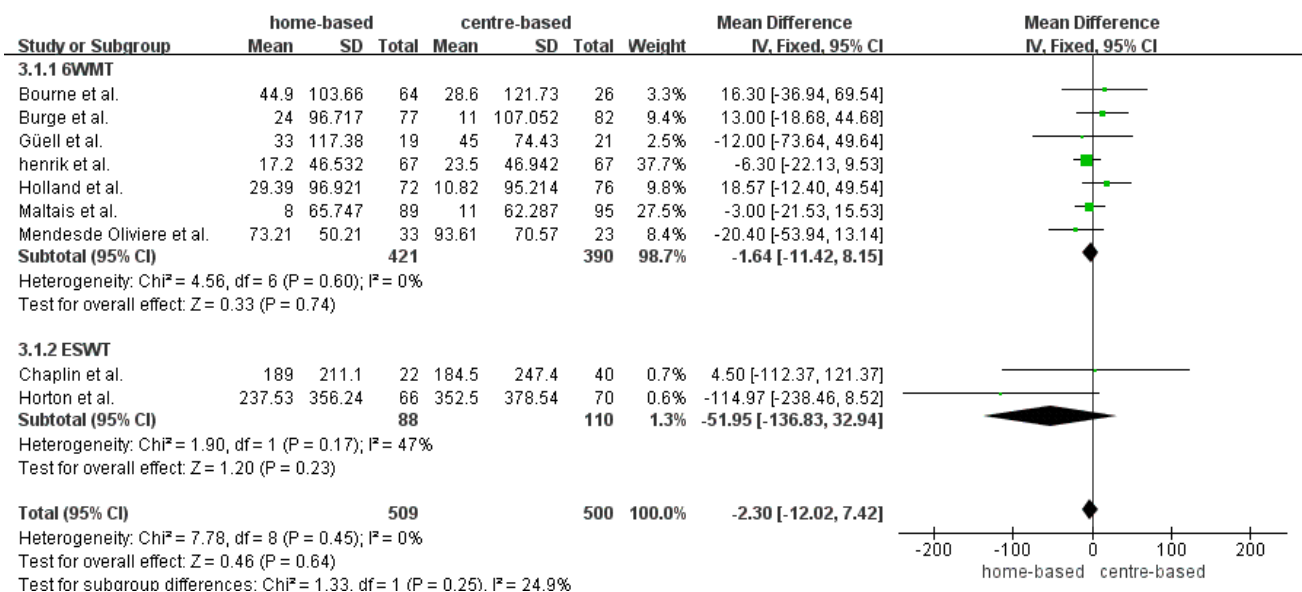 home-based centre-based Mean Difference Mean Difference
Study or Subgroup Mean SD Total Mean SD Total Weight IV, Fixed, 95% CI IV, Fixed, 95% CI
3.1.1 6WMT
Bourne et al. 44.9 103.66 64 28.6 121.73 26 3.3% 16.30 [-36.94, 69.54]
Burge et al. 24 96.717 77 11 107.052 82 9.4% 13.00 [-18.68, 44.68]
Güell et al. 33 117.38 19 45 74.43 21 2.5% -12.00 [-73.64, 49.64]
henrik et al. 17.2 46.532 67 23.5 46.942 67 37.7% -6.30 [-22.13, 9.53]
Holland et al. 29.39 96.921 72 10.82 95.214 76 9.8% 18.57 [-12.40, 49.54]
Maltais et al. 8 65.747 89 11 62.287 95 27.5% -3.00 [-21.53, 15.53]
Mendesde Oliviere et al. 73.21 50.21 33 93.61 70.57 23 8.4% -20.40 [-53.94, 13.14]
Subtotal (95% CI) 421 390 98.7% -1.64 [-11.42, 8.15]
Heterogeneity: Chi² = 4.56, df = 6 (P = 0.60); I² = 0%
Test for overall effect: Z = 0.33 (P = 0.74)
3.1.2 ESWT
Chaplin et al. 189 211.1 22 184.5 247.4 40 0.7% 4.50 [-112.37, 121.37]
Horton et al. 237.53 356.24 66 352.5 378.54 70 0.6% -114.97 [-238.46, 8.52]
Subtotal (95% CI) 88 110 1.3% -51.95 [-136.83, 32.94]
Heterogeneity: Chi² = 1.90, df = 1 (P = 0.17); I² = 47%
Test for overall effect: Z = 1.20 (P = 0.23)
Total (95% CI) 509 500 100.0% -2.30 [-12.02, 7.42]
Heterogeneity: Chi² = 7.78, df = 8 (P = 0.45); I² = 0%
Test for overall effect: Z = 0.46 (P = 0.64)
Test for subgroup differences: Chi² = 1.33, df = 1 (P = 0.25), I² = 24.9%
-200 -100 0 100 200
home-based centre-based